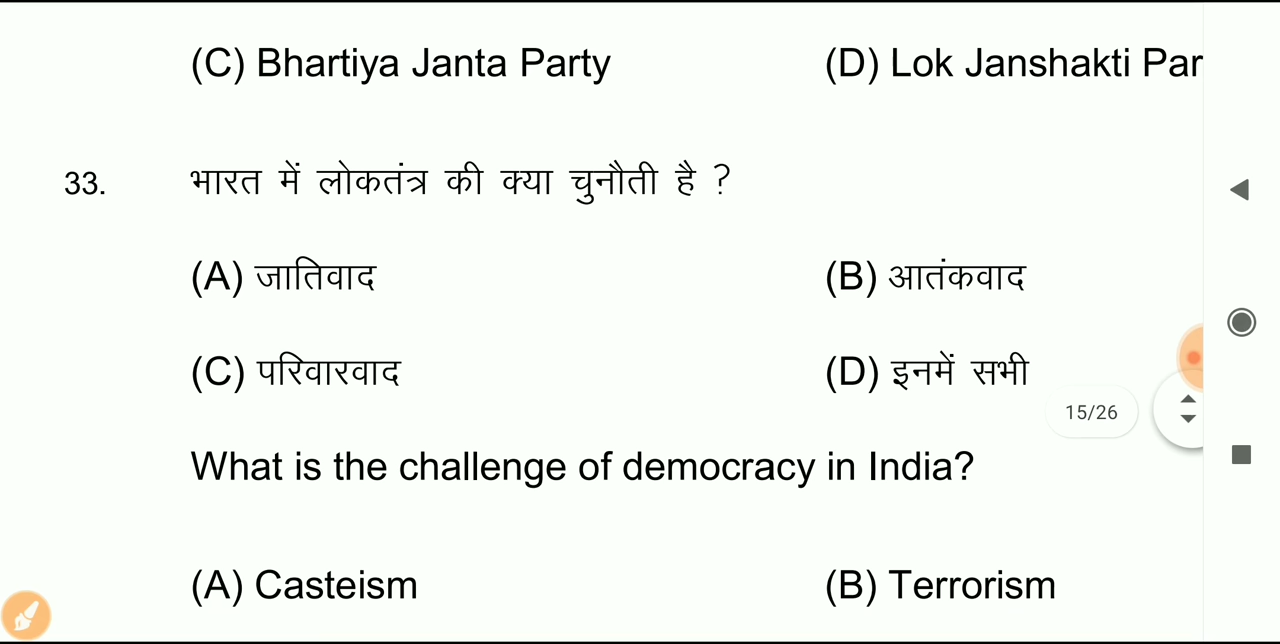 (C) Bhartiya Janta Party (D) Lok Janshakti Par
33. भारत में लोकतंत्र की क्या चुनौती है ?
(A) जातिवाद (B) आतंकवाद
(C) परिवारवाद (D) इनमें सभी
15/26
What is the challenge of democracy in India?
(A) Casteism (B) Terrorism